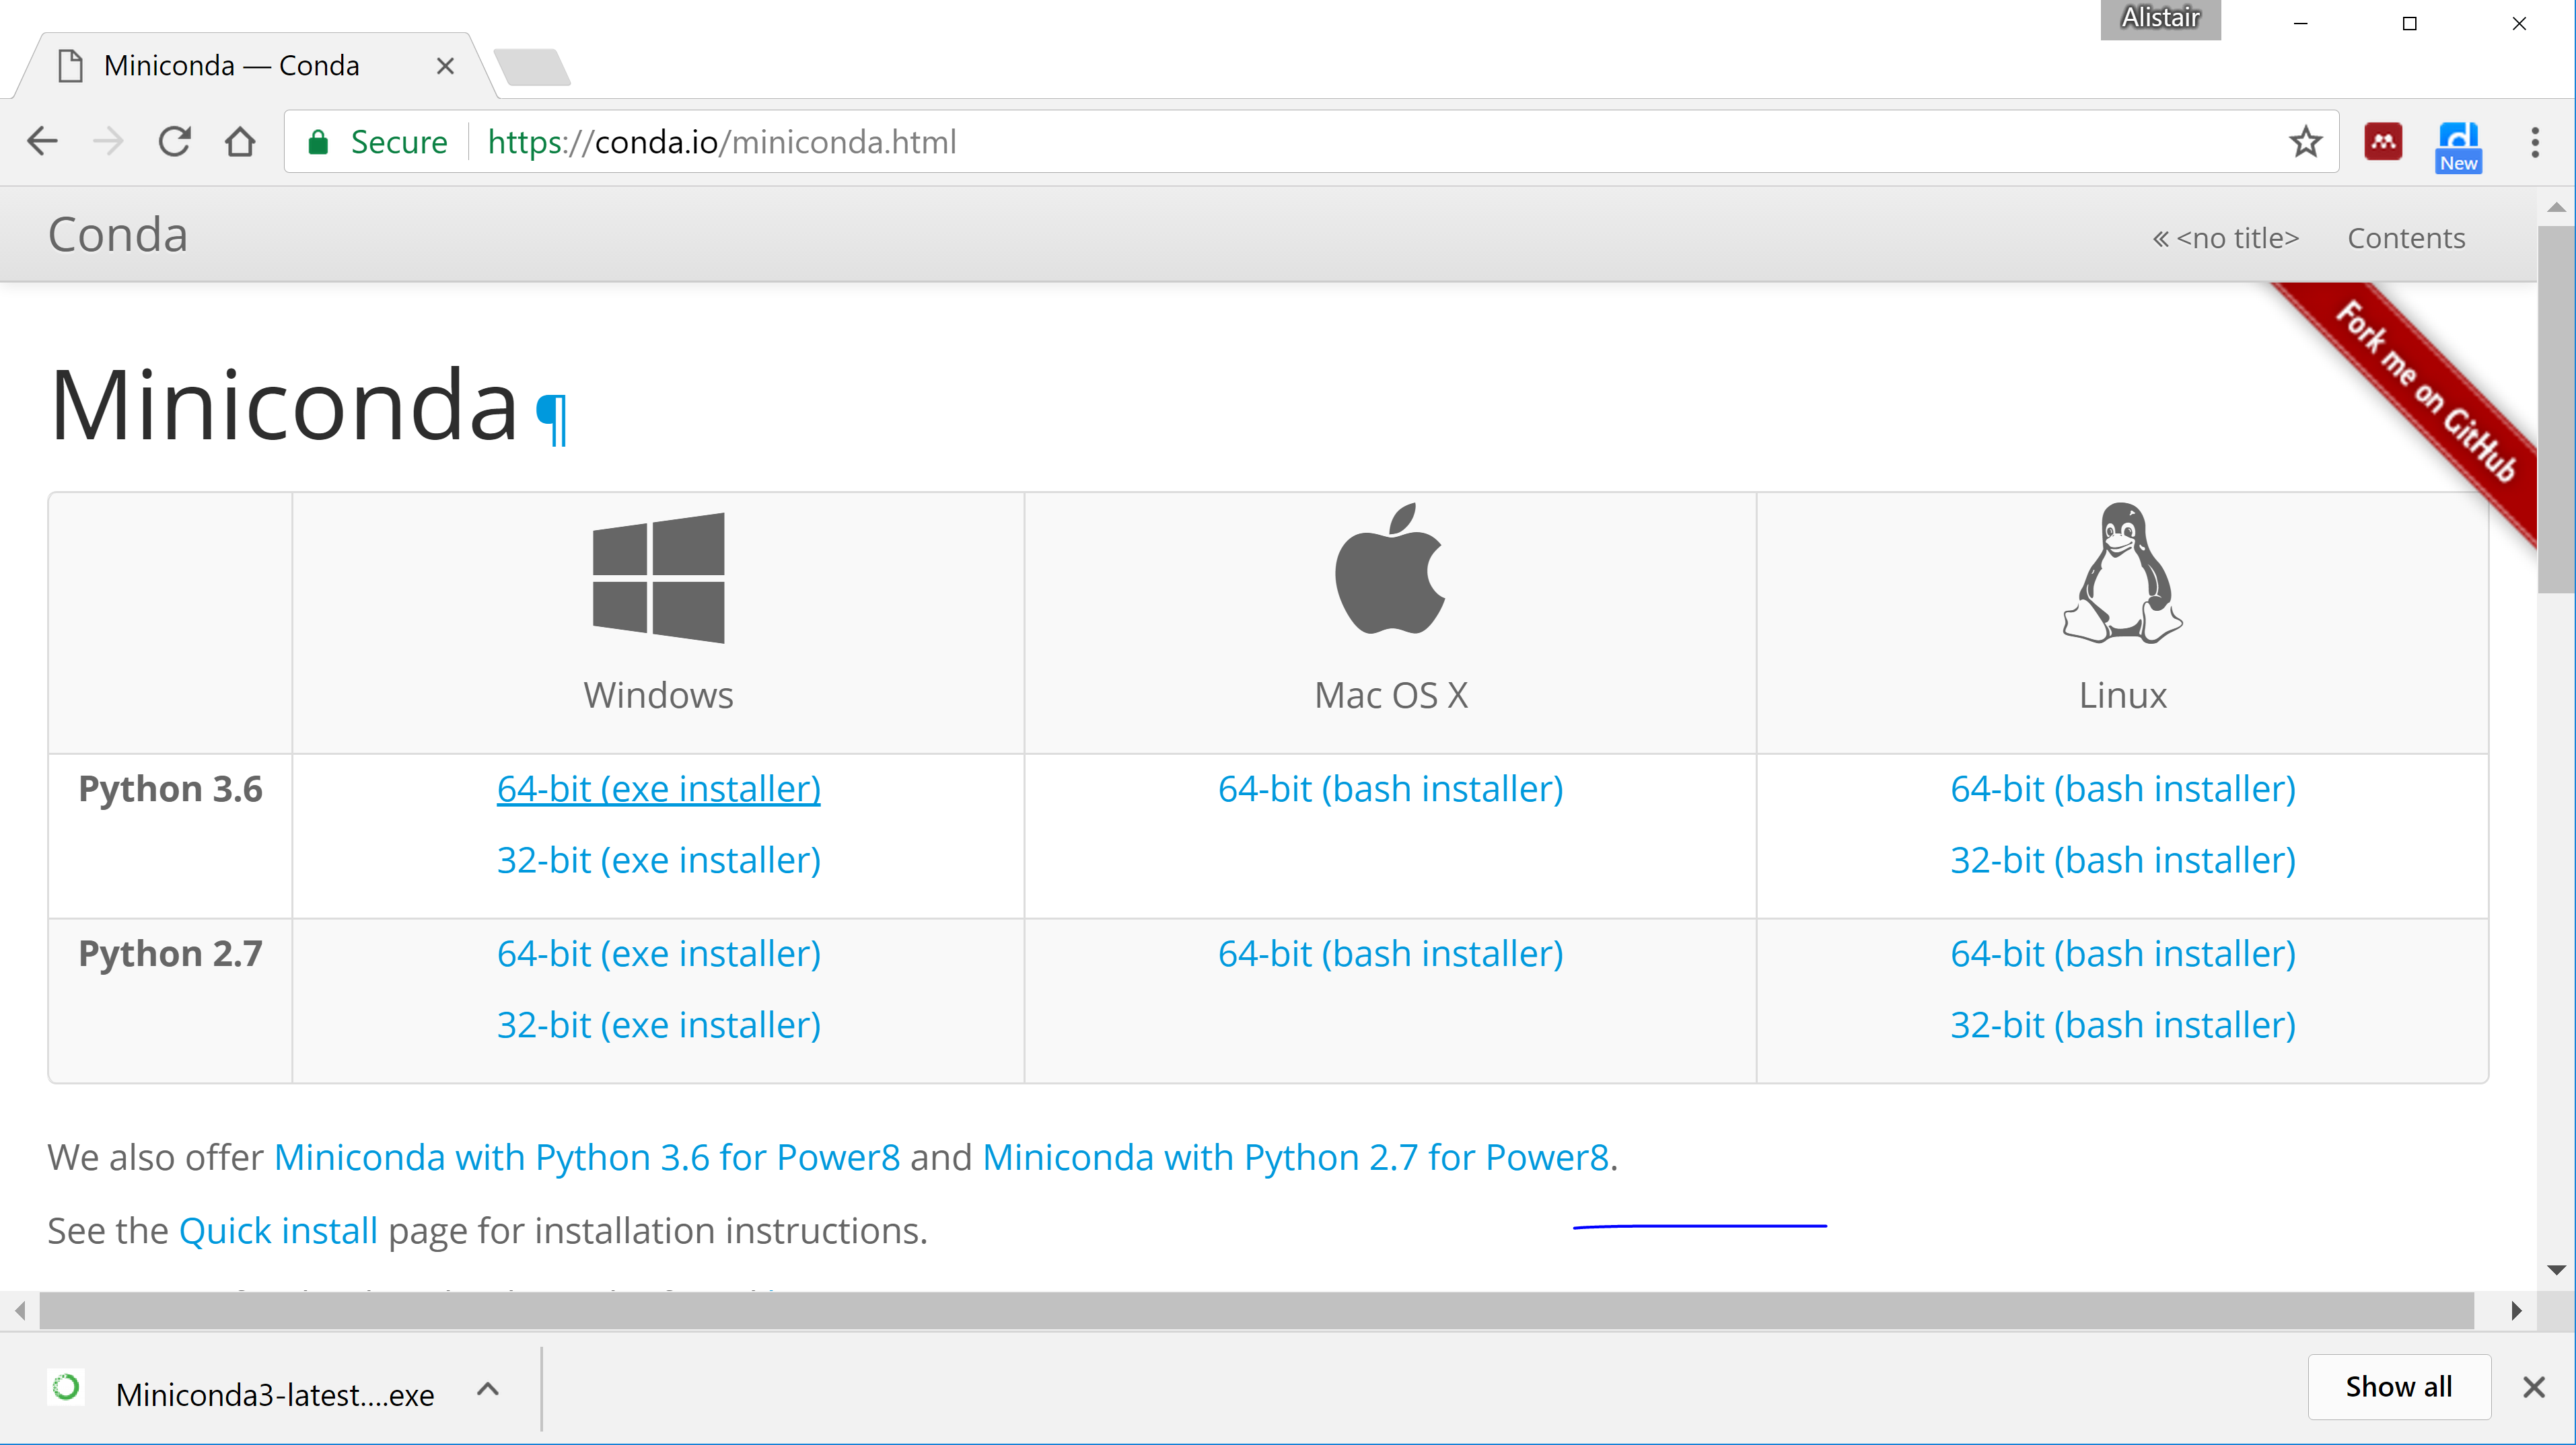 Alistair
Miniconda — Conda
Secure https://conda.io/miniconda.html
New
Conda
« <no title> Contents
Fork me on GitHub
Miniconda ¶
Windows Mac OS X Linux
Python 3.6 64-bit (exe installer) 64-bit (bash installer) 64-bit (bash installer)
32-bit (exe installer) 32-bit (bash installer)
Python 2.7 64-bit (exe installer) 64-bit (bash installer) 64-bit (bash installer)
32-bit (exe installer) 32-bit (bash installer)
We also offer Miniconda with Python 3.6 for Power8 and Miniconda with Python 2.7 for Power8.
See the Quick install page for installation instructions.
Miniconda3-latest....exe Show all